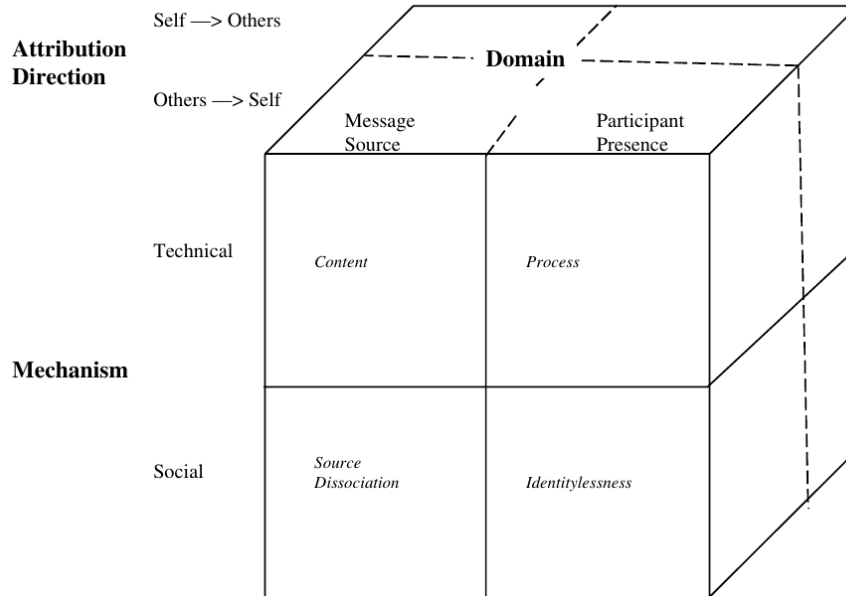 Self —> Others
Attribution
Direction
Domain
Others —> Self
Message
Source
Participant
Presence
Technical
Content
Process
Mechanism
Social
Source
Dissociation
Identitylessness